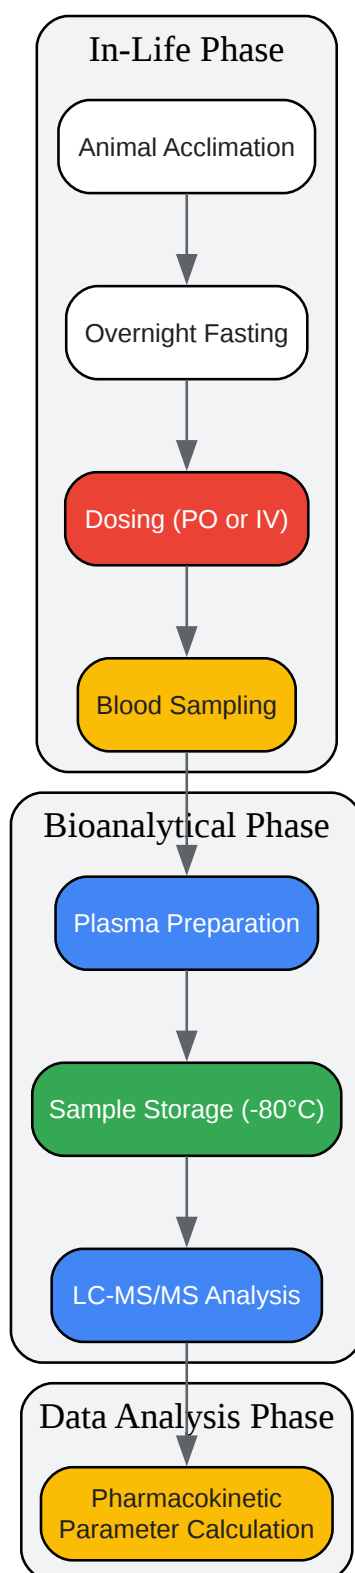 In-Life Phase
Animal Acclimation
Overnight Fasting
Dosing (PO or IV)
Blood Sampling
Bioanalytical Phase
Plasma Preparation
Sample Storage (-80°C)
LC-MS/MS Analysis
Data Analysis Phase
Pharmacokinetic
Parameter Calculation